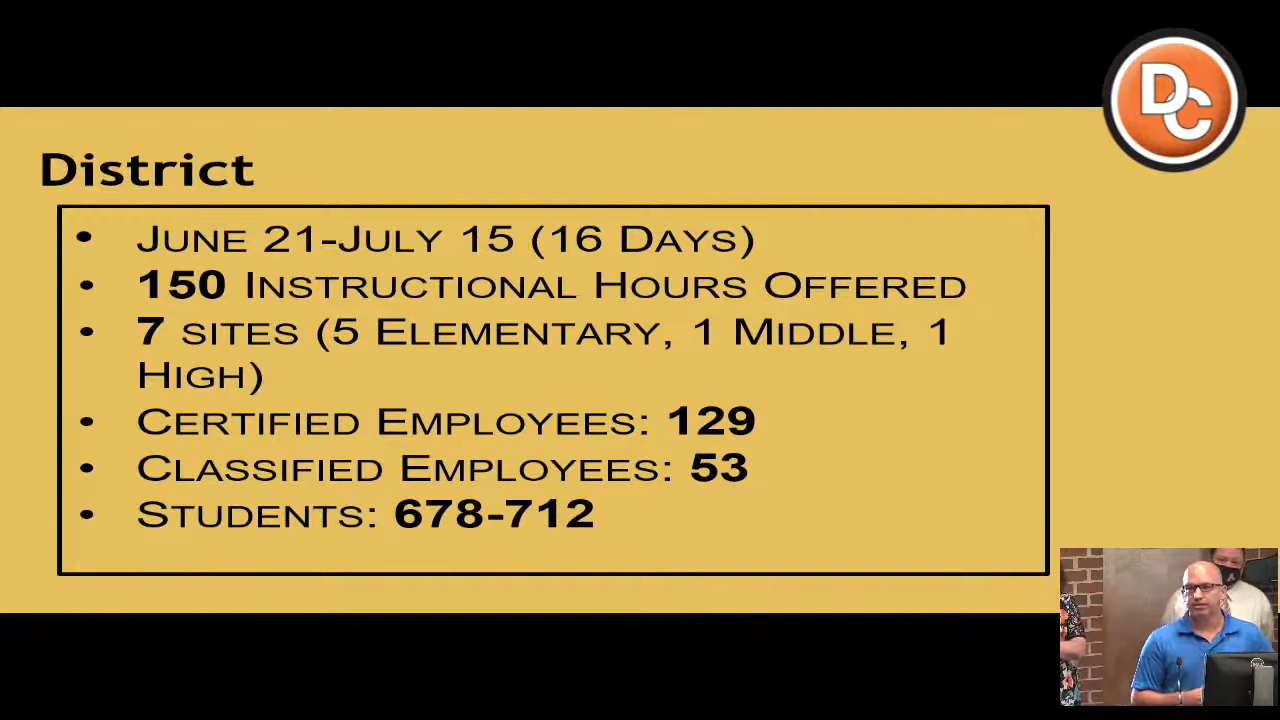 DC
District
• June 21-July 15 (16 Days)
• 150 Instructional Hours Offered
• 7 sites (5 Elementary, 1 Middle, 1
High)
• Certified Employees: 129
• Classified Employees: 53
• Students: 678-712